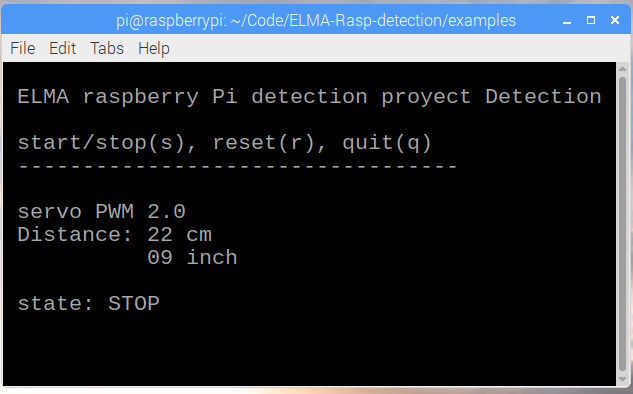 pi@raspberrypi: ~/Code/ELMA-Rasp-detection/examples
File Edit Tabs Help
ELMA raspberry Pi detection proyect Detection
start/stop(s), reset(r), quit(q)
----------------------------------
servo PWM 2.0
Distance: 22 cm
09 inch
state: STOP